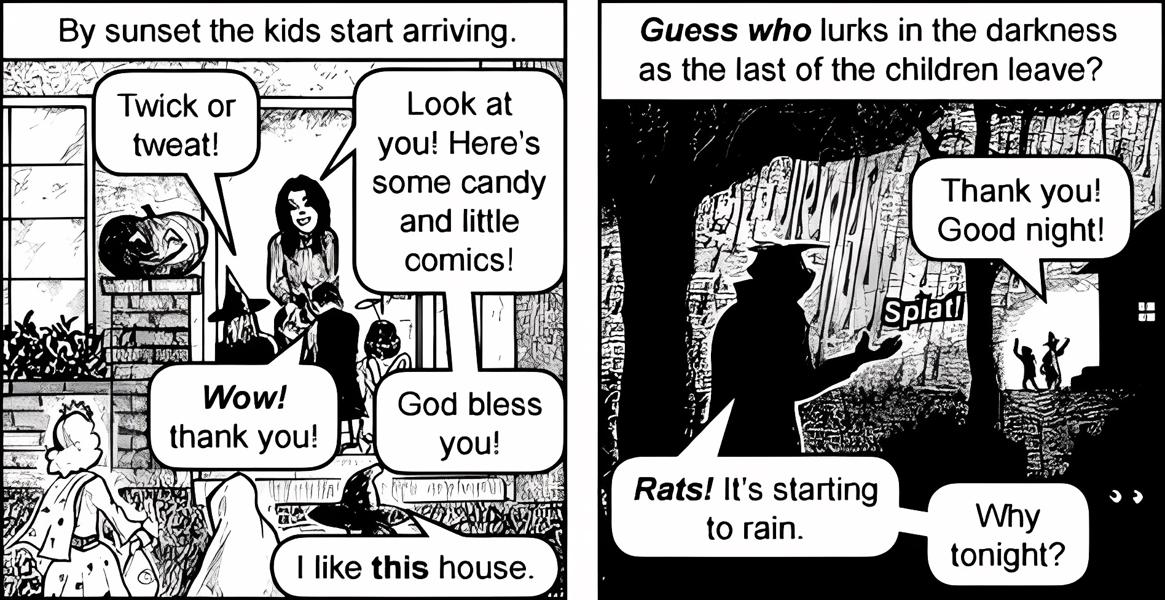 By sunset the kids start arriving.
Twick or
tweat!
Look at
you! Here's
some candy
and little
comics!
Wow!
thank you!
God bless
you!
I like this house.
Guess who lurks in the darkness
as the last of the children leave?
Thank you!
Good night!
Splat!
Rats! It's starting
to rain.
Why
tonight?